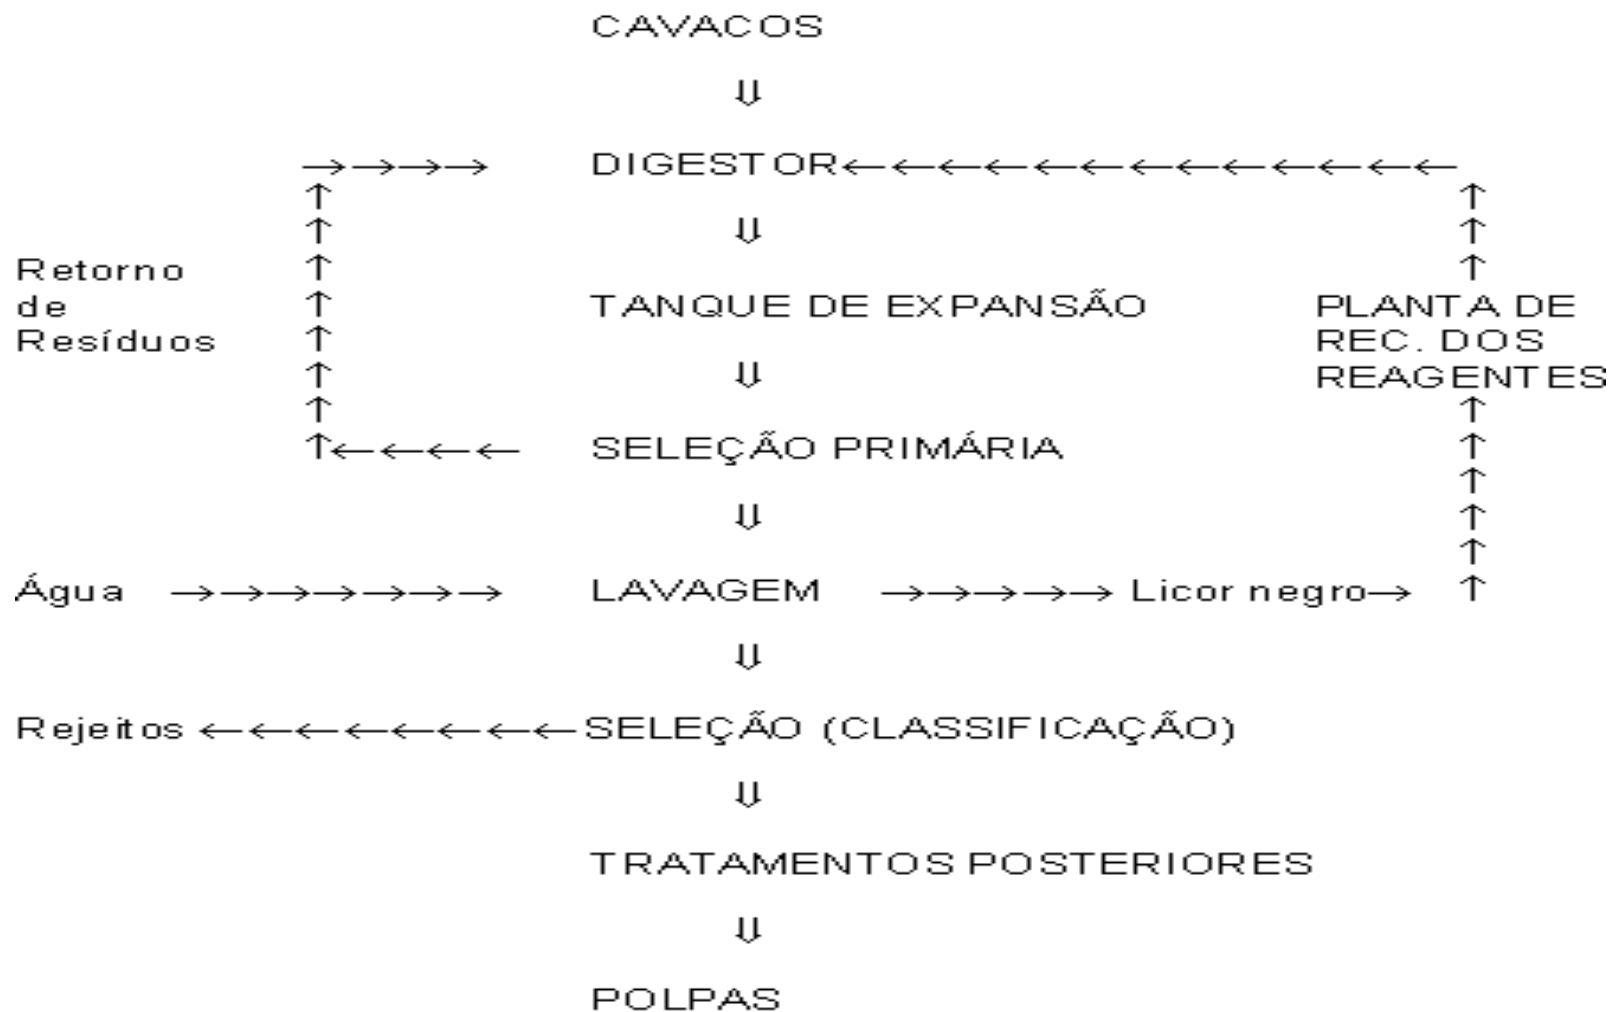 CAVACOS
⇓
→→→→ DIGESTOR←←←←←←←←←←←←←
↑ ↑
↑ ⇓ ↑
Retorno ↑ ↑
de ↑ TANQUE DE EXPANSÃO PLANTA DE
Resíduos ↑ REC. DOS
↑ ⇓ REAGENTES
↑ ↑
↑←←←← SELEÇÃO PRIMÁRIA ↑
↑
⇓ ↑
↑
Água →→→→→→→ LAVAGEM →→→→→ Licor negro→ ↑
⇓
Rejeitos ←←←←←←←←SELEÇÃO (CLASSIFICAÇÃO)
⇓
TRATAMENTOS POSTERIORES
⇓
POLPAS